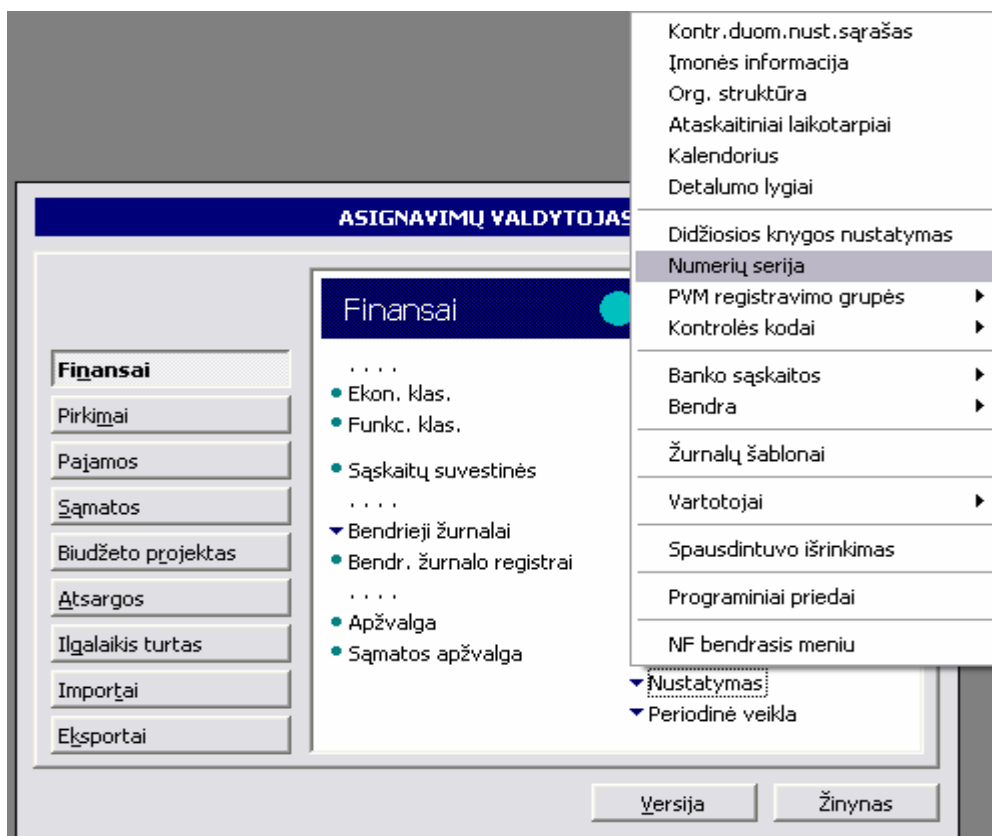 Kontr.duom.nust.sąrašas
Įmonės informacija
Org. struktūra
Ataskaitiniai laikotarpiai
Kalendorius
Detalumo lygiai
Didžiosios knygos nustatymas
Numerių serija
PVM registravimo grupės
Kontrolės kodai
Banko sąskaitos
Bendra
Žurnalų šablonai
Vartotojai
Spausdintuvo išrinkimas
Programiniai priedai
NF bendrasis meniu
ASIGNAVIMŲ VALDYTOJAS
Finansai
Pirkimai
Pajamos
Sąmatos
Biudžeto projektas
Atsargos
Ilgalaikis turtas
Importai
Eksportai
Finansai
. . . .
Ekon. klas.
Funkc. klas.
Sąskaitų suvestinės
. . . .
Bendrieji žurnalai
Bendr. žurnalo registrai
. . . .
Apžvalga
Sąmatos apžvalga
Nustatymas
Periodinė veikla
Versija
Žinynas